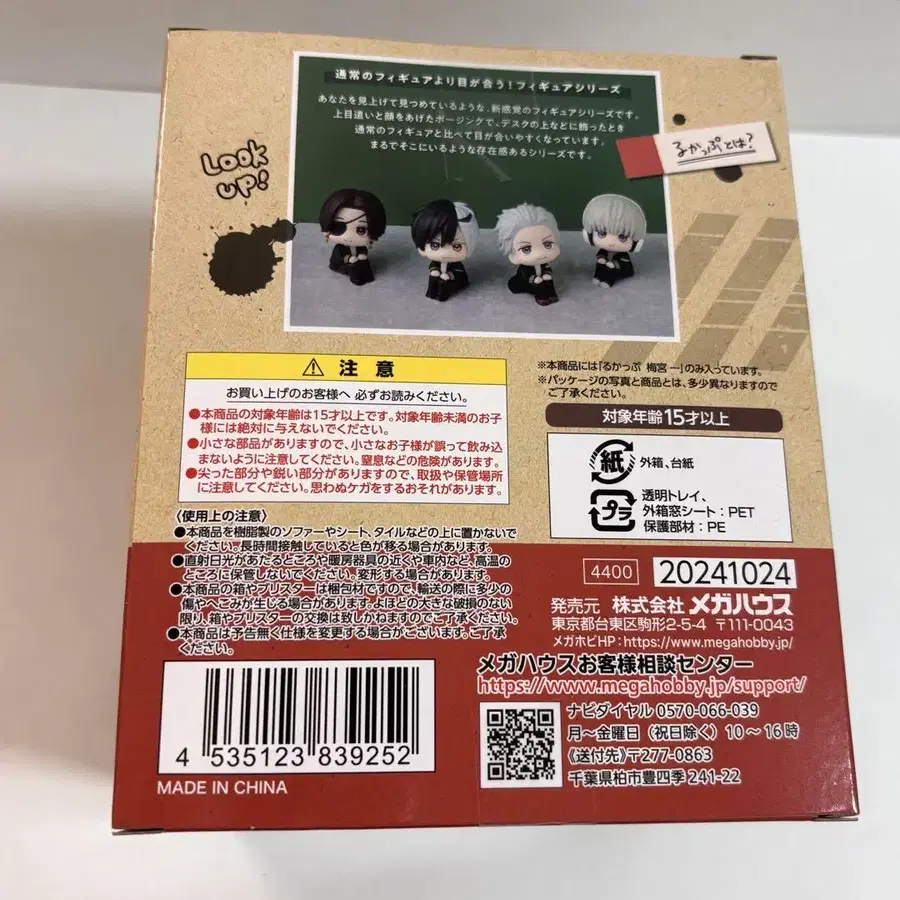 通常のフィギュアより目が合う!フィギュアシリーズ
あなたを見上げて見つめているような、新感覚のフィギュアシリーズです。
上目遣いと顔をあげたポージングで、デスクの上などに飾ったとき
通常のフィギュアと比べて目が合いやすくなっています。
まるでそこにいるような存在感あるシリーズです。
るかっぷとは?
LOOK
UP!
⚠ 注意
お買い上げのお客様へ 必ずお読みください。
●本商品の対象年齢は15才以上です。対象年齢未満のお子
様には絶対に与えないでください。
●小さな部品がありますので、小さなお子様が誤って飲み込
まないように注意してください。窒息などの危険があります。
●尖った部分や鋭い部分がありますので、取扱や保管場所
に注意してください。思わぬケガをするおそれがあります。
〈使用上の注意〉
●本商品を樹脂製のソファーやシート、タイルなどの上に置かないで
ください。長時間接触していると色が移る場合があります。
●直射日光があたるところや暖房器具の近くや車内など、高温の
ところに保管しないでください。変形する場合があります。
●本商品の箱やブリスターは梱包材ですので、輸送の際に多少の
傷やへこみが生じる場合があります。よほどの大きな破損のない
限り、箱やブリスターの交換は致しかねますのでご了承ください。
●本商品は予告無く仕様を変更する場合がございます。ご了承
ください。
※本商品には「るかっぷ 梅宮 一」のみ入っています。
※パッケージの写真と商品とは、多少異なりますので
ご了承ください。
対象年齢15才以上
紙
外箱、台紙
プラ
透明トレイ、
外箱窓シート:PET
保護部材:PE
4400
20241024
発売元 株式会社 メガハウス
東京都台東区駒形2-5-4 〒111-0043
メガホビHP:https://www.megahobby.jp/
メガハウスお客様相談センター
https://www.megahobby.jp/support/
ナビダイヤル 0570-066-039
月~金曜日(祝日除く)10~16時
《送付先》〒277-0863
千葉県柏市豊四季241-22
4 535123 839252
MADE IN CHINA